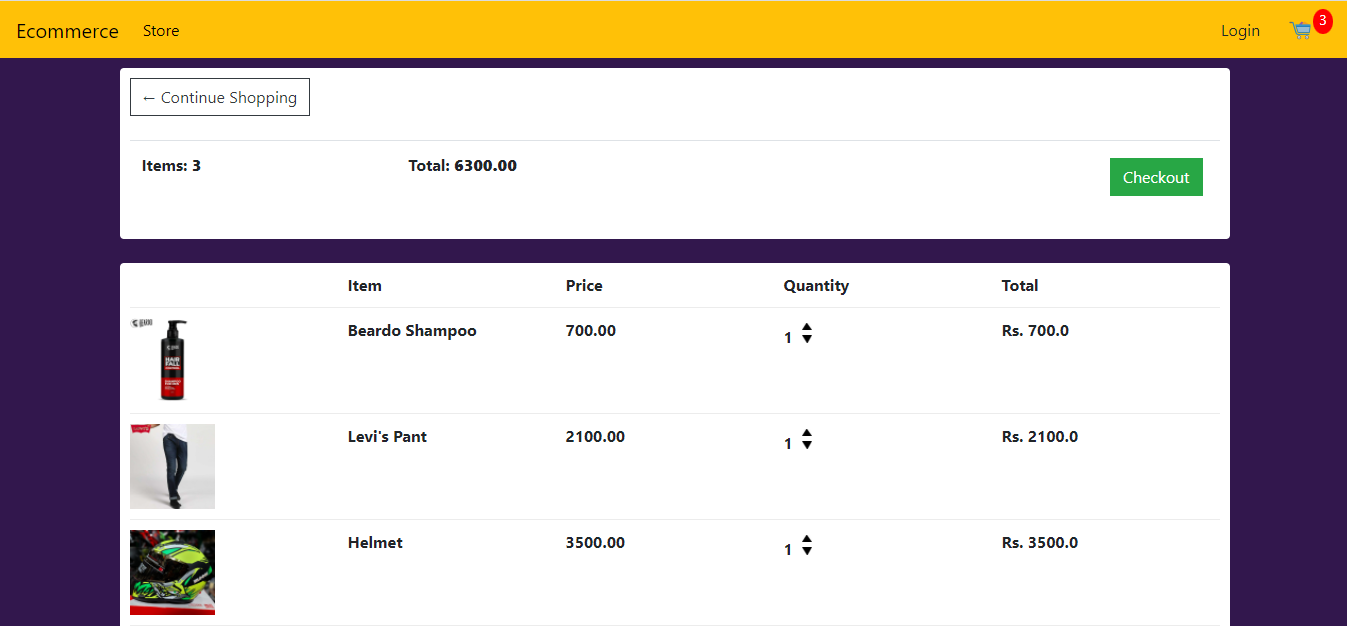 Ecommerce Store Login 3
← Continue Shopping
Items: 3 Total: 6300.00 Checkout
Item Price Quantity Total
Beardo Shampoo 700.00 1 Rs. 700.0
HAIR
FALL
Levi's Pant 2100.00 1 Rs. 2100.0
Helmet 3500.00 1 Rs. 3500.0